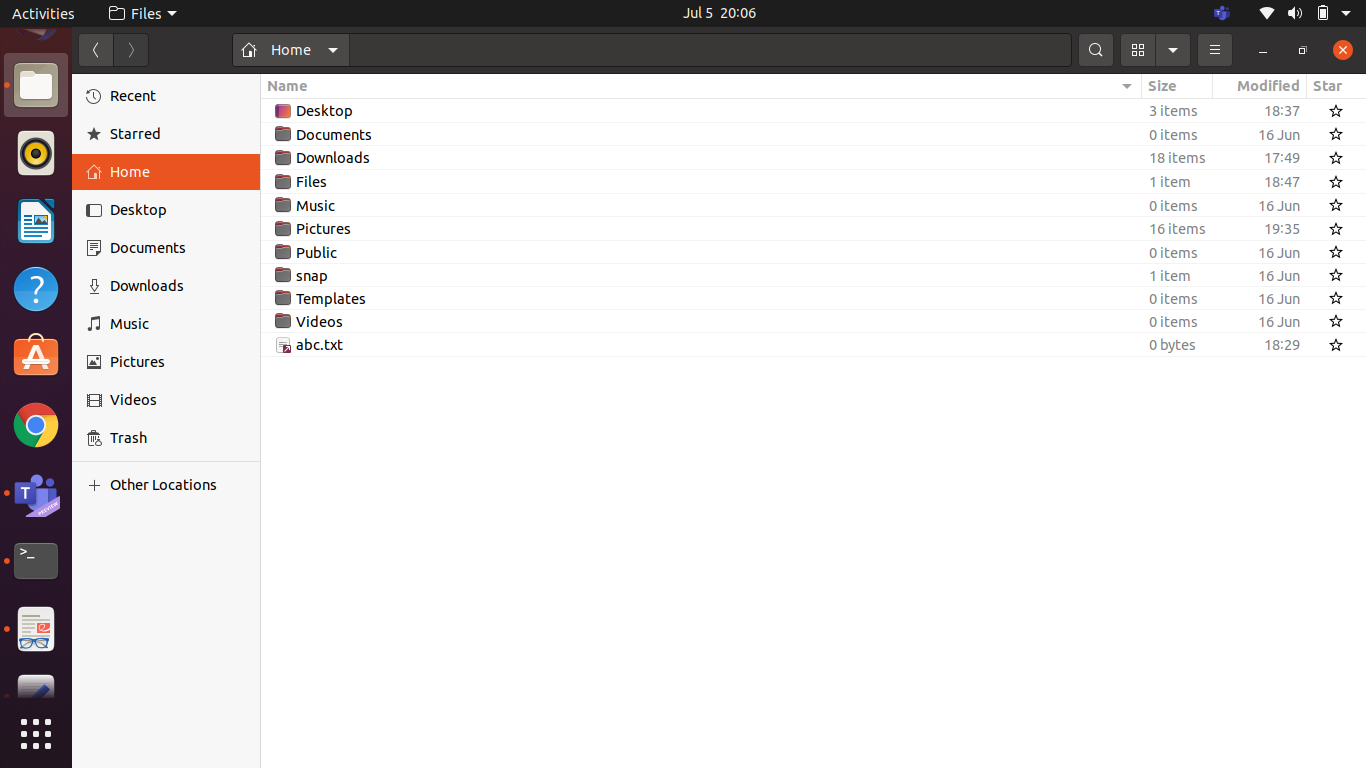 Activities Files Jul 5 20:06
Home
Name Size Modified Star
Recent
Starred
Home
Desktop
Documents
Downloads
Music
Pictures
Videos
Trash
Other Locations
Desktop 3 items 18:37
Documents 0 items 16 Jun
Downloads 18 items 17:49
Files 1 item 18:47
Music 0 items 16 Jun
Pictures 16 items 19:35
Public 0 items 16 Jun
snap 1 item 16 Jun
Templates 0 items 16 Jun
Videos 0 items 16 Jun
abc.txt 0 bytes 18:29
?
T
PREVIEW
>_